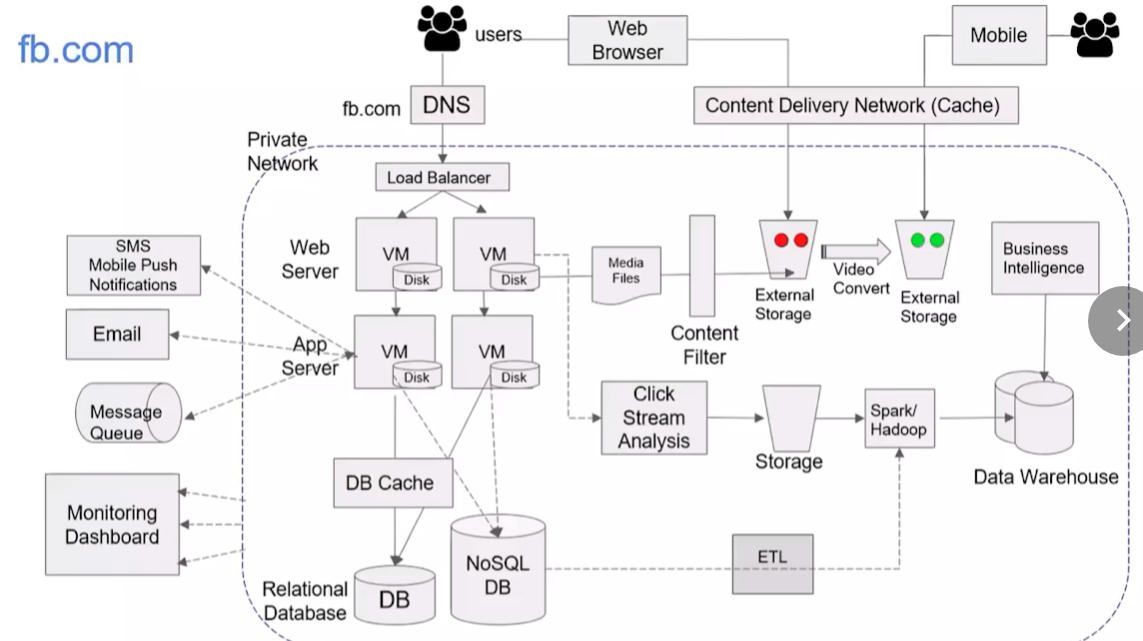 fb.com
users
Web
Browser
Mobile
fb.com
DNS
Content Delivery Network (Cache)
Private
Network
Load Balancer
Web
Server
VM
Disk
VM
Disk
Media
Files
Content
Filter
External
Storage
Video
Convert
External
Storage
Business
Intelligence
SMS
Mobile Push
Notifications
Email
App
Server
VM
Disk
VM
Disk
Message
Queue
Click
Stream
Analysis
Storage
Spark/
Hadoop
Data Warehouse
DB Cache
Monitoring
Dashboard
NoSQL
DB
ETL
Relational
Database
DB